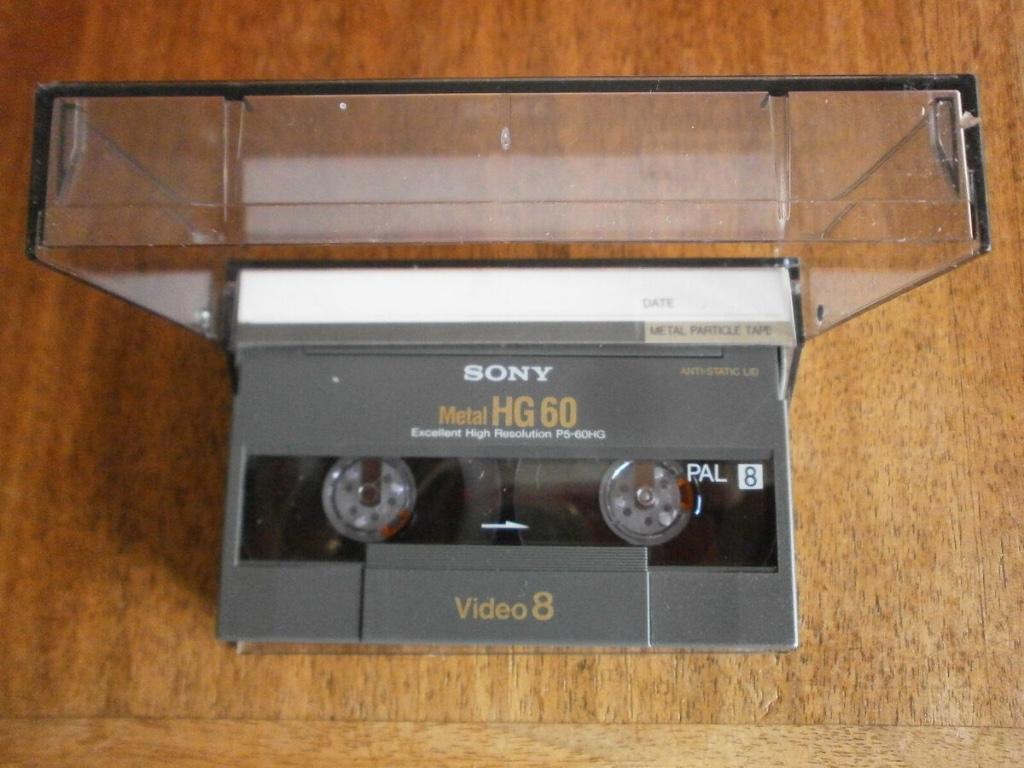 DATE
METAL PARTICLE TAPE
SONY
ANTI-STATIC LID
Metal HG 60
Excellent High Resolution P5-60HG
PAL 8
Video 8